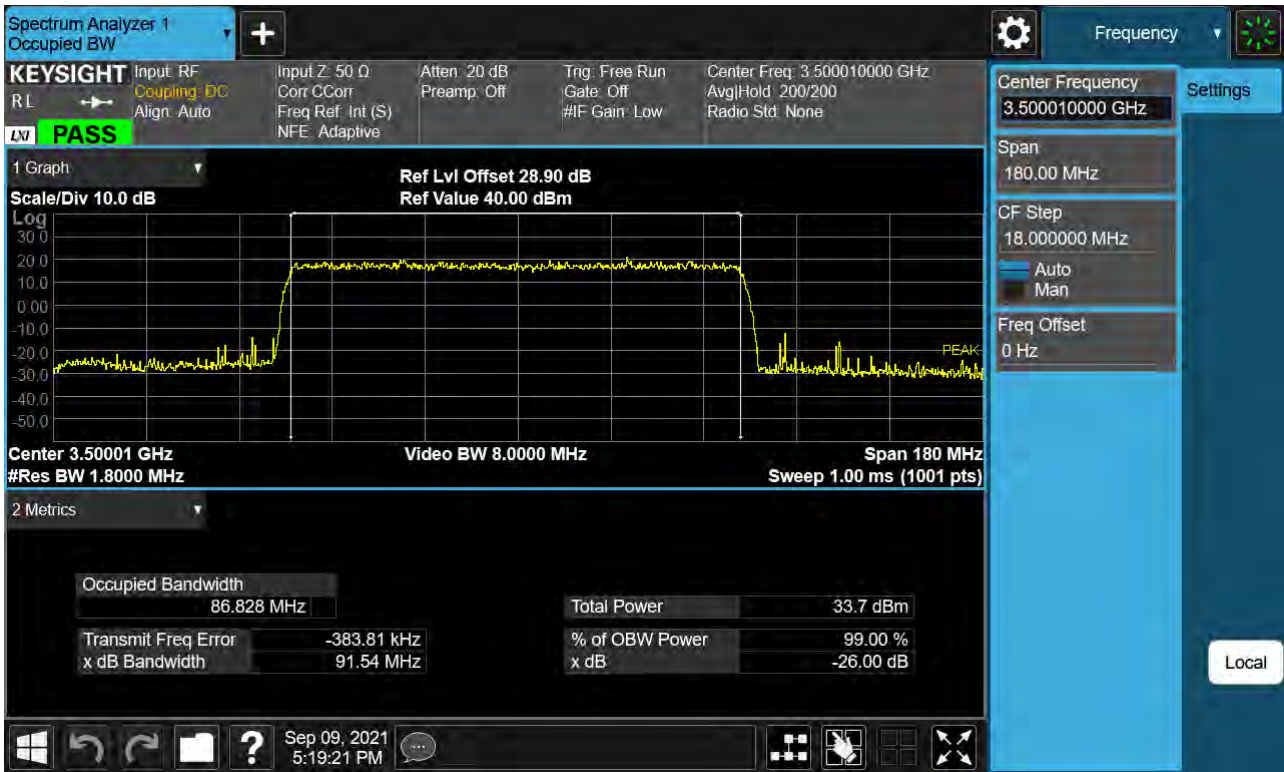 Spectrum Analyzer 1
Occupied BW
+
Frequency
KEYSIGHT
RL
LXI
PASS
Input: RF
Coupling: DC
Align: Auto
Input Z: 50 Ω
Corr CCorr
Freq Ref: Int (S)
NFE: Adaptive
Atten: 20 dB
Preamp: Off
Trig: Free Run
Gate: Off
#IF Gain: Low
Center Freq: 3.500010000 GHz
Avg|Hold: 200/200
Radio Std: None
Center Frequency
3.500010000 GHz
Settings
Span
180.00 MHz
CF Step
18.000000 MHz
Auto
Man
Freq Offset
0 Hz
Local
1 Graph
Scale/Div 10.0 dB
Ref Lvl Offset 28.90 dB
Ref Value 40.00 dBm
Log
30.0
20.0
10.0
0.00
-10.0
-20.0
-30.0
-40.0
-50.0
PEAK
Center 3.50001 GHz
#Res BW 1.8000 MHz
Video BW 8.0000 MHz
Span 180 MHz
Sweep 1.00 ms (1001 pts)
2 Metrics
Occupied Bandwidth
86.828 MHz
Transmit Freq Error -383.81 kHz
x dB Bandwidth 91.54 MHz
Total Power 33.7 dBm
% of OBW Power 99.00 %
x dB -26.00 dB
?
Sep 09, 2021
5:19:21 PM